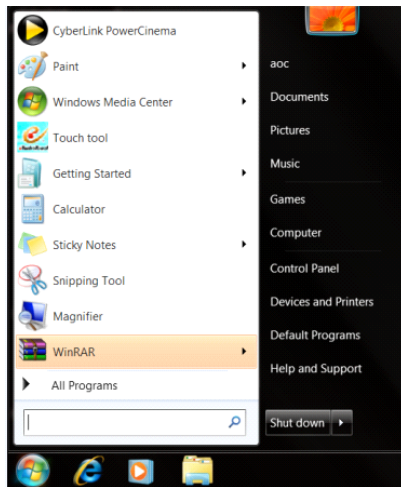 CyberLink PowerCinema
Paint
Windows Media Center
Touch tool
Getting Started
Calculator
Sticky Notes
Snipping Tool
Magnifier
WinRAR
All Programs
aoc
Documents
Pictures
Music
Games
Computer
Control Panel
Devices and Printers
Default Programs
Help and Support
Shut down